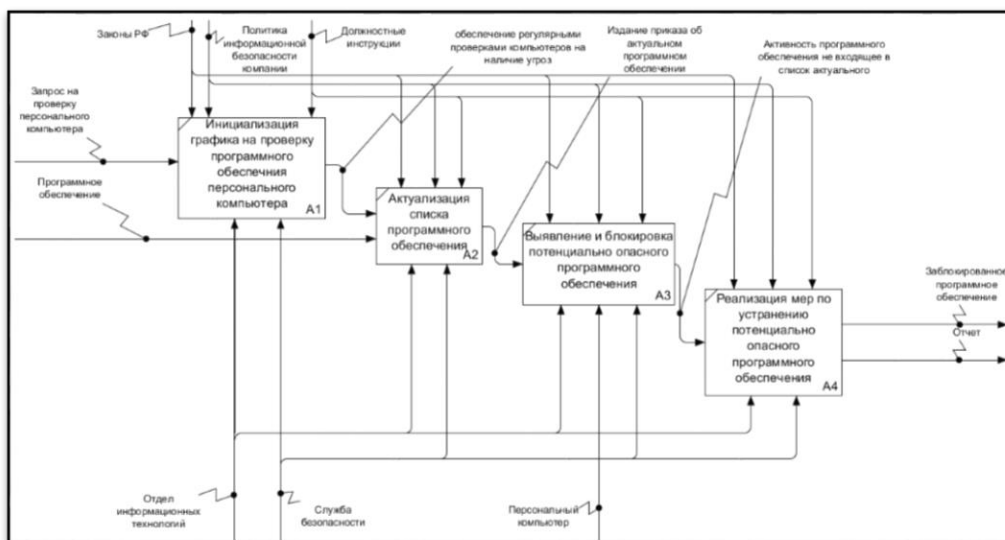 Законы РФ
Политика
информационной
безопасности
компании
Должностные
инструкции
обеспечение регулярными
проверками компьютеров на
наличие угроз
Издание приказа об
актуальном
программном
обеспечении
Активность программного
обеспечения не входящее в
список актуального
Запрос на
проверку
персонального
компьютера
Программное
обеспечение
Инициализация
графика на проверку
программного
обеспечния
персонального
компьютера
A1
Актуализация
списка
программного
обеспечения
A2
Выявление и блокировка
потенциально опасного
программного
обеспечения
A3
Реализация мер по
устранению
потенциально
опасного
программного
обеспечения
A4
Заблокированное
программное
обеспечение
Отчет
Отдел
информационных
технологий
Служба
безопасности
Персональный
компьютер